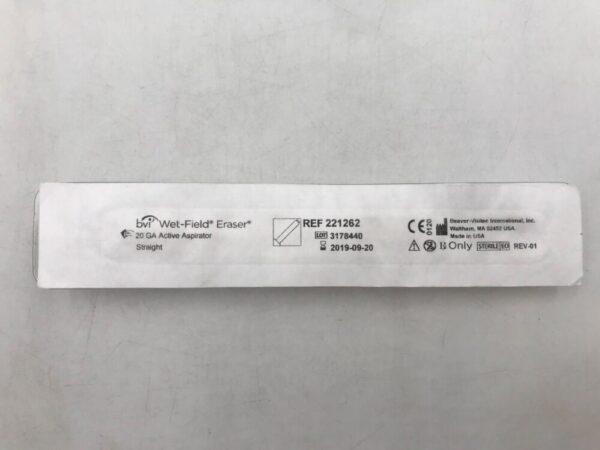 bvi Wet-Field® Eraser®
20 GA Active Aspirator
Straight
REF 221262
LOT 3178440
2019-09-20
CE 0120
Beaver-Visitec International, Inc.
Waltham, MA 02452 USA
Made in USA
2 ℞ Only STERILE EO REV-01